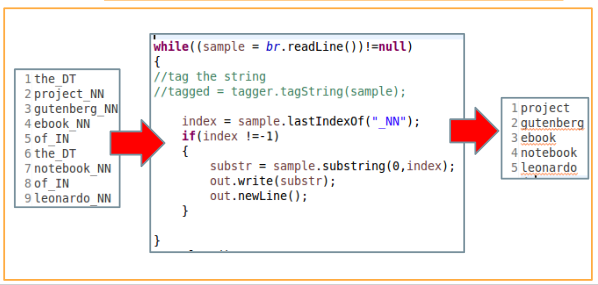 1 the_DT
2 project_NN
3 gutenberg_NN
4 ebook_NN
5 of_IN
6 the_DT
7 notebook_NN
8 of_IN
9 leonardo_NN
while((sample = br.readLine())!=null)
{
//tag the string
//tagged = tagger.tagString(sample);
index = sample.lastIndexOf("_NN");
if(index !=-1)
{
substr = sample.substring(0,index);
out.write(substr);
out.newLine();
}
}
1 project
2 gutenberg
3 ebook
4 notebook
5 leonardo